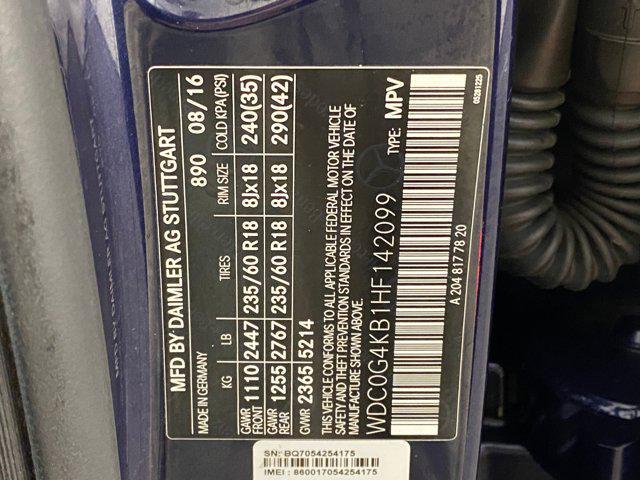 MFD BY DAIMLER AG STUTTGART
MADE IN GERMANY 890 08/16
KG LB TIRES RIM SIZE COLD KPA(PSI)
GAWR FRONT 1110 2447 235/60 R18 8Jx18 240(35)
GAWR REAR 1255 2767 235/60 R18 8Jx18 290(42)
GVWR 2365 5214
THIS VEHICLE CONFORMS TO ALL APPLICABLE FEDERAL MOTOR VEHICLE
SAFETY AND THEFT PREVENTION STANDARDS IN EFFECT ON THE DATE OF
MANUFACTURE SHOWN ABOVE.
WDC0G4KB1HF142099 TYPE: MPV
A 204 817 78 20
05281225
SN: BQ7054254175
IMEI : 860017054254175